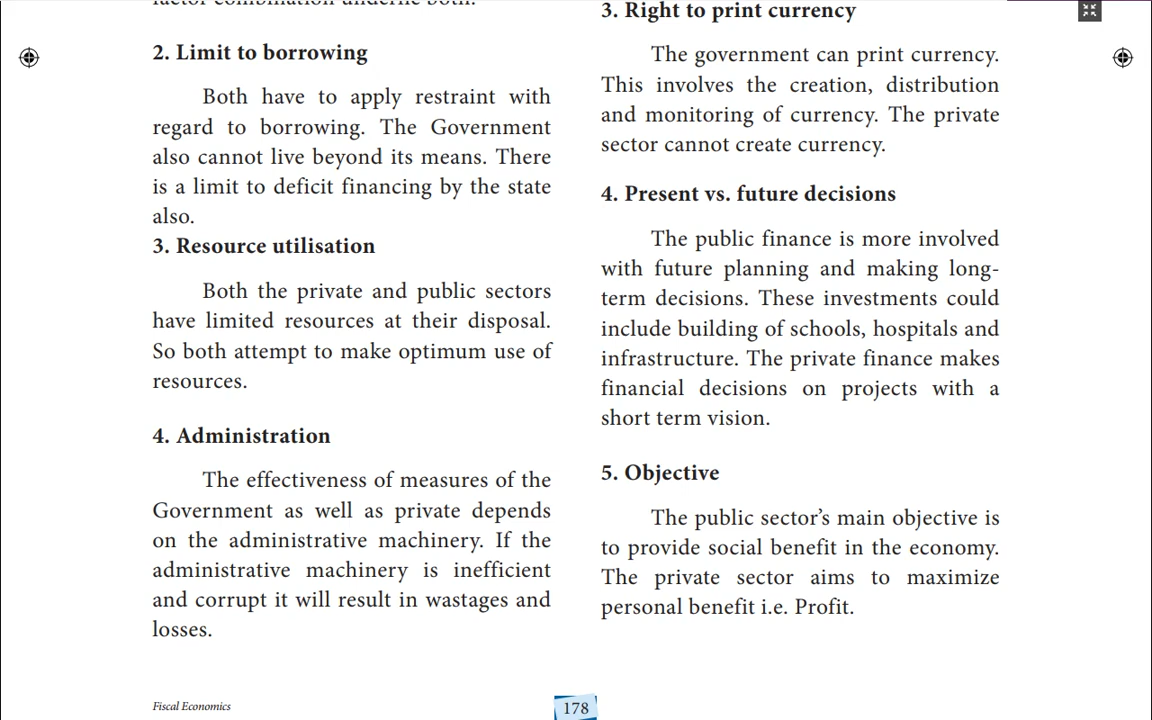 factor combination underlie both.
2. Limit to borrowing
Both have to apply restraint with
regard to borrowing. The Government
also cannot live beyond its means. There
is a limit to deficit financing by the state
also.
3. Resource utilisation
Both the private and public sectors
have limited resources at their disposal.
So both attempt to make optimum use of
resources.
4. Administration
The effectiveness of measures of the
Government as well as private depends
on the administrative machinery. If the
administrative machinery is inefficient
and corrupt it will result in wastages and
losses.
3. Right to print currency
The government can print currency.
This involves the creation, distribution
and monitoring of currency. The private
sector cannot create currency.
4. Present vs. future decisions
The public finance is more involved
with future planning and making long-
term decisions. These investments could
include building of schools, hospitals and
infrastructure. The private finance makes
financial decisions on projects with a
short term vision.
5. Objective
The public sector’s main objective is
to provide social benefit in the economy.
The private sector aims to maximize
personal benefit i.e. Profit.
Fiscal Economics
178